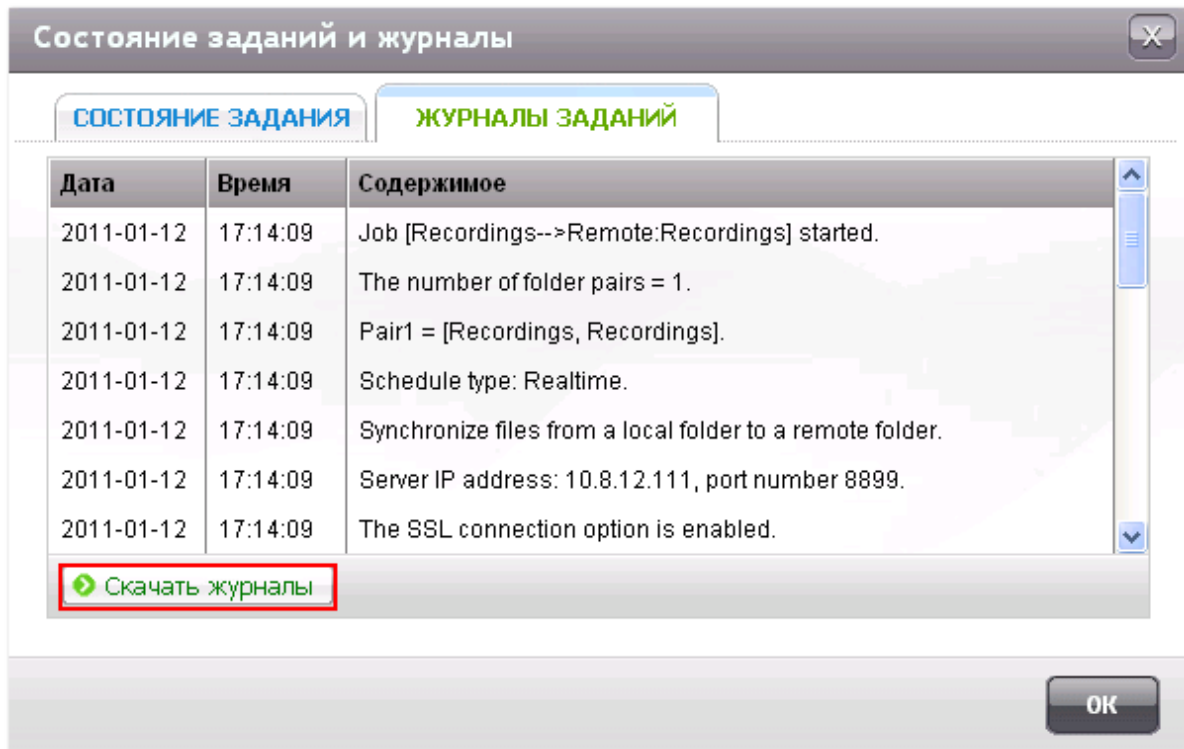 Состояние заданий и журналы X
СОСТОЯНИЕ ЗАДАНИЯ ЖУРНАЛЫ ЗАДАНИЙ
Дата Время Содержимое
2011-01-12 17:14:09 Job [Recordings-->Remote:Recordings] started.
2011-01-12 17:14:09 The number of folder pairs = 1.
2011-01-12 17:14:09 Pair1 = [Recordings, Recordings].
2011-01-12 17:14:09 Schedule type: Realtime.
2011-01-12 17:14:09 Synchronize files from a local folder to a remote folder.
2011-01-12 17:14:09 Server IP address: 10.8.12.111, port number 8899.
2011-01-12 17:14:09 The SSL connection option is enabled.
Скачать журналы
ОК